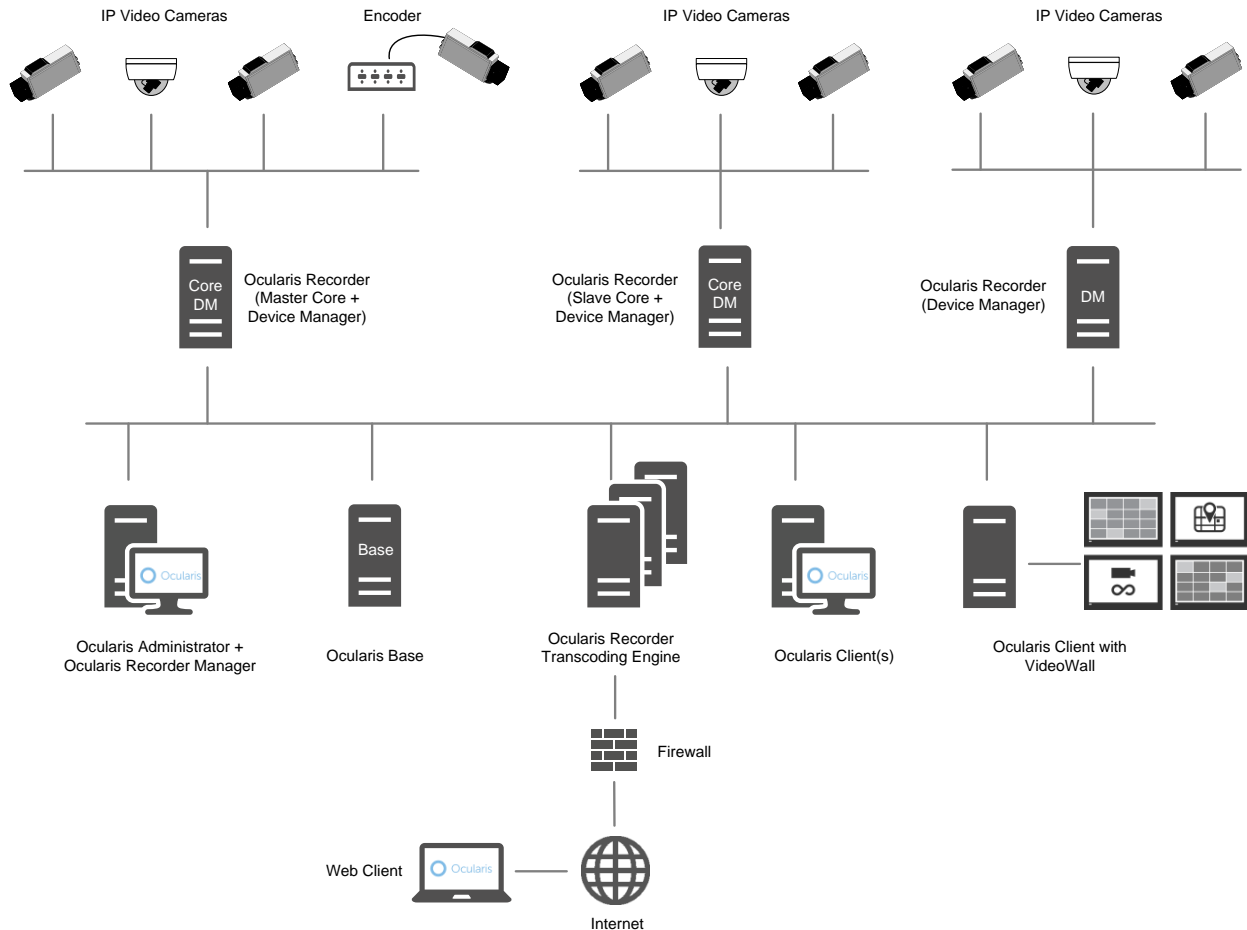 IP Video Cameras
Encoder
IP Video Cameras
IP Video Cameras
Core
DM
Ocularis Recorder
(Master Core +
Device Manager)
Ocularis Recorder
(Slave Core +
Device Manager)
Core
DM
Ocularis Recorder
(Device Manager)
DM
Ocularis
Base
Ocularis
Ocularis Administrator +
Ocularis Recorder Manager
Ocularis Base
Ocularis Recorder
Transcoding Engine
Ocularis Client(s)
Ocularis Client with
VideoWall
Firewall
Web Client
Ocularis
Internet